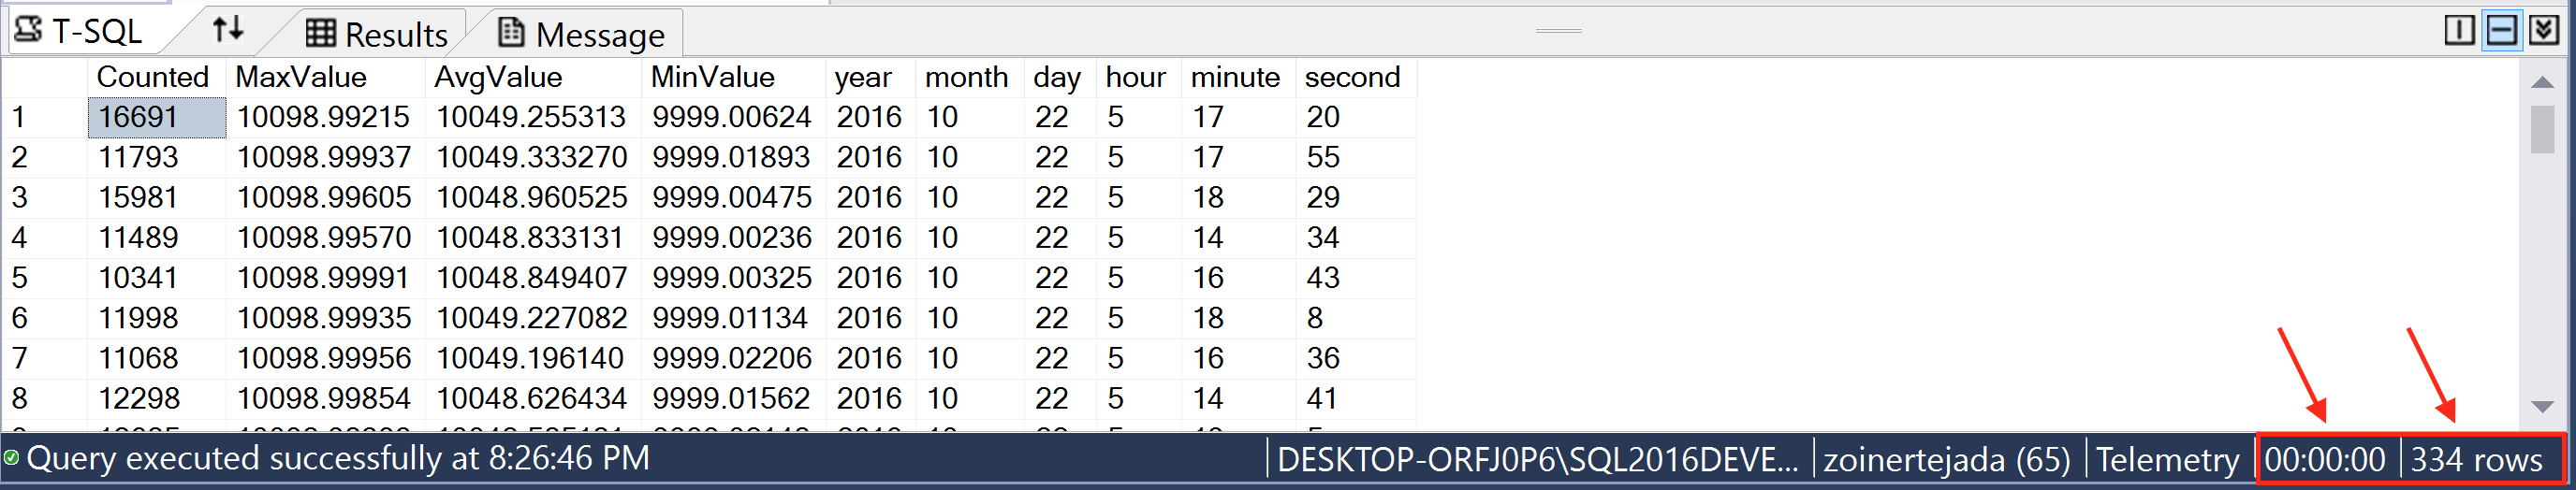 T-SQL Results Message
Counted MaxValue AvgValue MinValue year month day hour minute second
1 16691 10098.99215 10049.255313 9999.00624 2016 10 22 5 17 20
2 11793 10098.99937 10049.333270 9999.01893 2016 10 22 5 17 55
3 15981 10098.99605 10048.960525 9999.00475 2016 10 22 5 18 29
4 11489 10098.99570 10048.833131 9999.00236 2016 10 22 5 14 34
5 10341 10098.99991 10048.849407 9999.00325 2016 10 22 5 16 43
6 11998 10098.99935 10049.227082 9999.01134 2016 10 22 5 18 8
7 11068 10098.99956 10049.196140 9999.02206 2016 10 22 5 16 36
8 12298 10098.99854 10048.626434 9999.01562 2016 10 22 5 14 41
Query executed successfully at 8:26:46 PM DESKTOP-ORFJ0P6\SQL2016DEVE... zoinertejada (65) Telemetry 00:00:00 334 rows